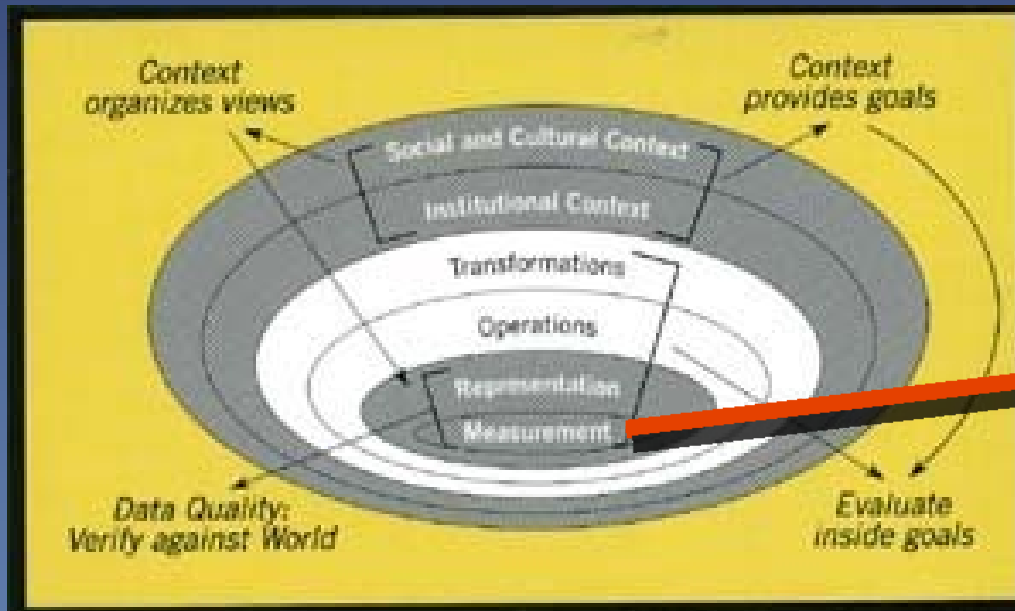 Context
organizes views
Context
provides goals
Social and Cultural Context
Institutional Context
Transformations
Operations
Representation
Measurement
Data Quality:
Verify against World
Evaluate
inside goals